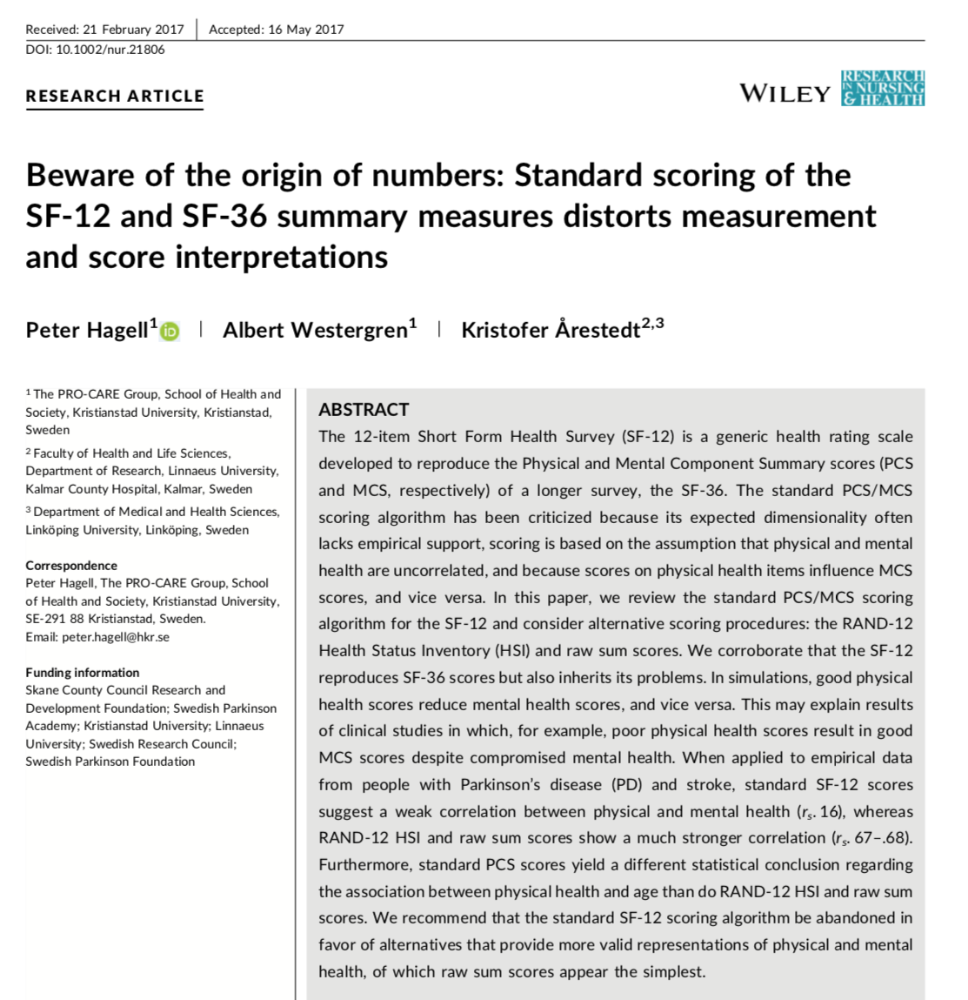 Received: 21 February 2017 | Accepted: 16 May 2017
DOI: 10.1002/nur.21806
RESEARCH ARTICLE
WILEY
RESEARCH
IN NURSING
& HEALTH
Beware of the origin of numbers: Standard scoring of the
SF-12 and SF-36 summary measures distorts measurement
and score interpretations
Peter Hagell1 iD | Albert Westergren1 | Kristofer Årestedt2,3
1 The PRO-CARE Group, School of Health and
Society, Kristianstad University, Kristianstad,
Sweden
2 Faculty of Health and Life Sciences,
Department of Research, Linnaeus University,
Kalmar County Hospital, Kalmar, Sweden
3 Department of Medical and Health Sciences,
Linköping University, Linköping, Sweden
Correspondence
Peter Hagell, The PRO-CARE Group, School
of Health and Society, Kristianstad University,
SE-291 88 Kristianstad, Sweden.
Email: peter.hagell@hkr.se
Funding information
Skane County Council Research and
Development Foundation; Swedish Parkinson
Academy; Kristianstad University; Linnaeus
University; Swedish Research Council;
Swedish Parkinson Foundation
ABSTRACT
The 12-item Short Form Health Survey (SF-12) is a generic health rating scale
developed to reproduce the Physical and Mental Component Summary scores (PCS
and MCS, respectively) of a longer survey, the SF-36. The standard PCS/MCS
scoring algorithm has been criticized because its expected dimensionality often
lacks empirical support, scoring is based on the assumption that physical and mental
health are uncorrelated, and because scores on physical health items influence MCS
scores, and vice versa. In this paper, we review the standard PCS/MCS scoring
algorithm for the SF-12 and consider alternative scoring procedures: the RAND-12
Health Status Inventory (HSI) and raw sum scores. We corroborate that the SF-12
reproduces SF-36 scores but also inherits its problems. In simulations, good physical
health scores reduce mental health scores, and vice versa. This may explain results
of clinical studies in which, for example, poor physical health scores result in good
MCS scores despite compromised mental health. When applied to empirical data
from people with Parkinson's disease (PD) and stroke, standard SF-12 scores
suggest a weak correlation between physical and mental health (rs. 16), whereas
RAND-12 HSI and raw sum scores show a much stronger correlation (rs. 67–.68).
Furthermore, standard PCS scores yield a different statistical conclusion regarding
the association between physical health and age than do RAND-12 HSI and raw sum
scores. We recommend that the standard SF-12 scoring algorithm be abandoned in
favor of alternatives that provide more valid representations of physical and mental
health, of which raw sum scores appear the simplest.